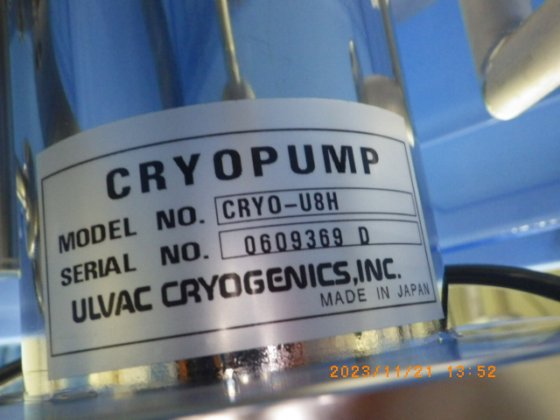 CRYOPUMP
MODEL NO. CRYO-U8H
SERIAL NO. 0609369 D
ULVAC CRYOGENICS,INC.
MADE IN JAPAN
2023/11/21 13:52